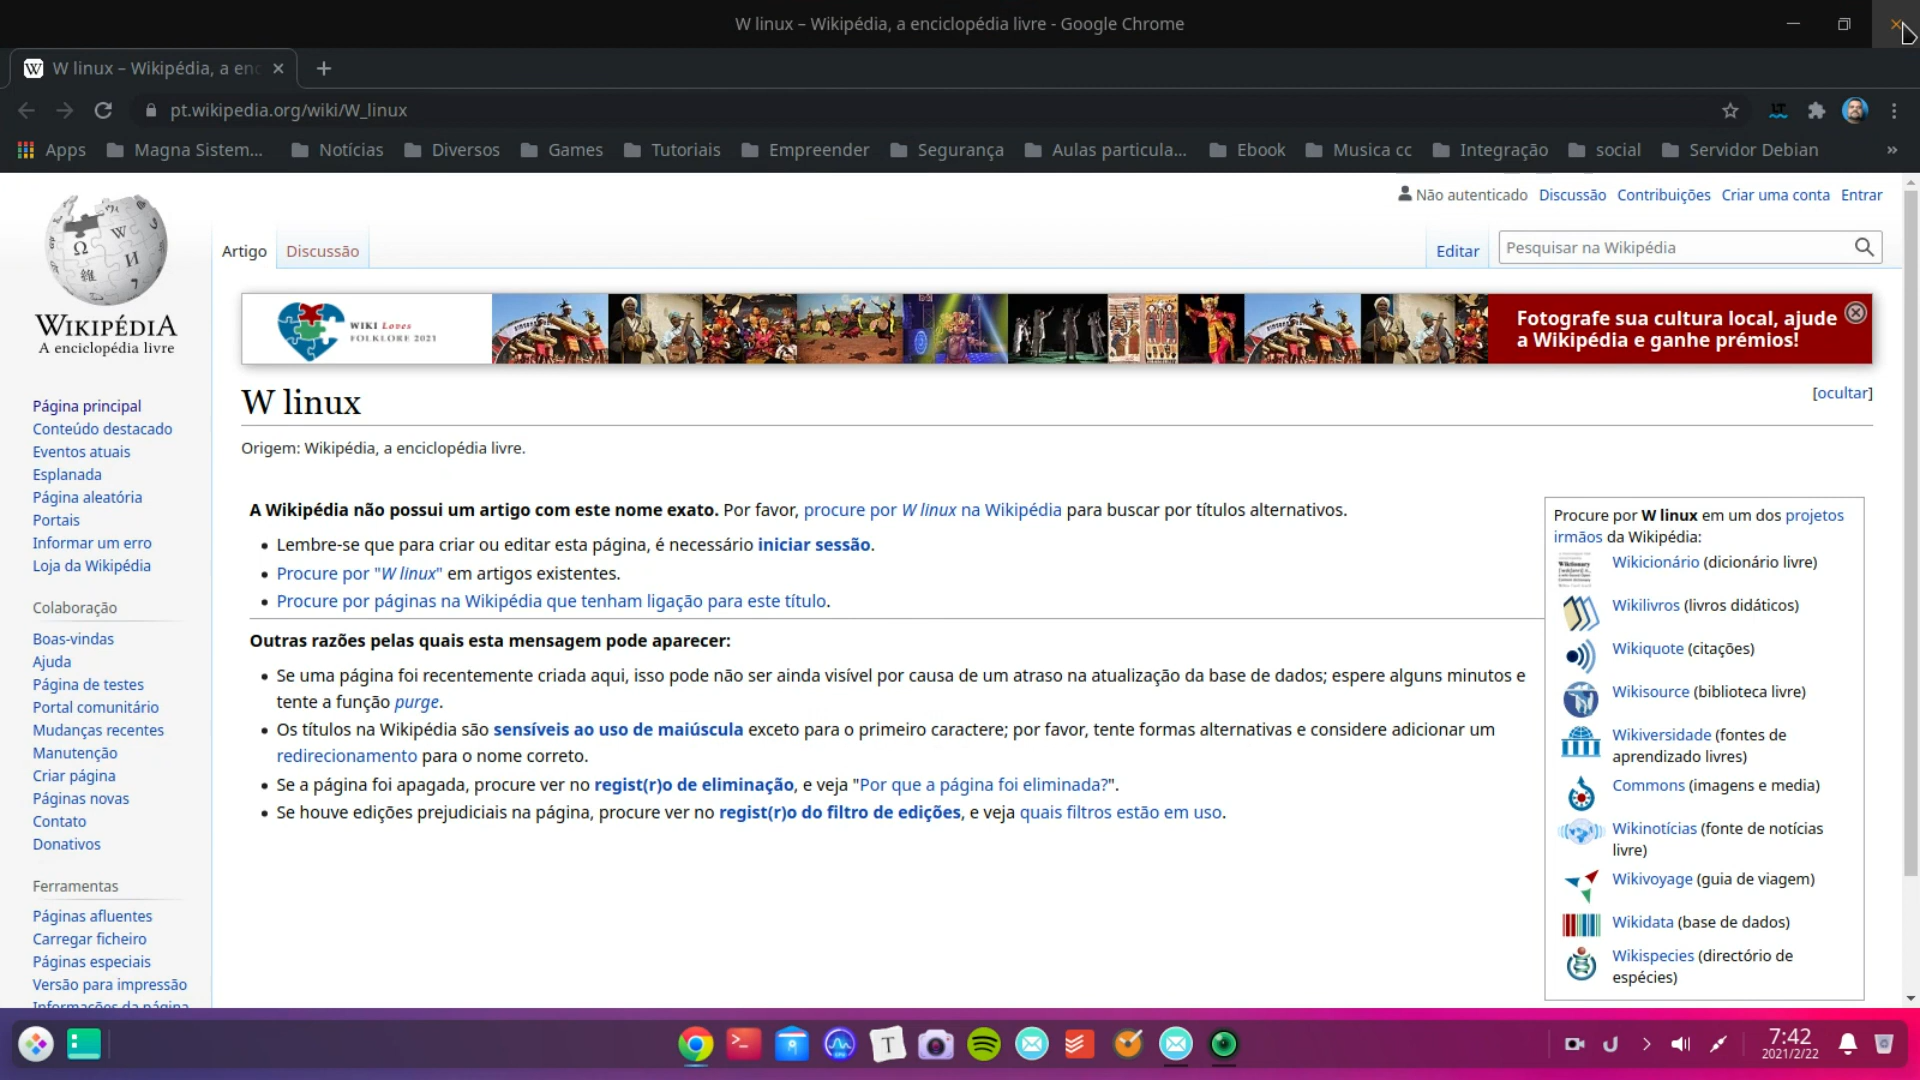 W linux – Wikipédia, a enciclopédia livre - Google Chrome
W linux – Wikipédia, a enc
pt.wikipedia.org/wiki/W_linux
Apps Magna Sistem... Notícias Diversos Games Tutoriais Empreender Segurança Aulas particula... Ebook Musica cc Integração social Servidor Debian »
Não autenticado Discussão Contribuições Criar uma conta Entrar
Artigo Discussão Editar Pesquisar na Wikipédia
WIKIPÉDIA
A enciclopédia livre
WIKI Loves
FOLKLORE 2021
Fotografe sua cultura local, ajude
a Wikipédia e ganhe prémios!
W linux
[ocultar]
Origem: Wikipédia, a enciclopédia livre.
Página principal
Conteúdo destacado
Eventos atuais
Esplanada
Página aleatória
Portais
Informar um erro
Loja da Wikipédia
Colaboração
Boas-vindas
Ajuda
Página de testes
Portal comunitário
Mudanças recentes
Manutenção
Criar página
Páginas novas
Contato
Donativos
Ferramentas
Páginas afluentes
Carregar ficheiro
Páginas especiais
Versão para impressão
Informações da página
A Wikipédia não possui um artigo com este nome exato. Por favor, procure por W linux na Wikipédia para buscar por títulos alternativos.
Lembre-se que para criar ou editar esta página, é necessário iniciar sessão.
Procure por "W linux" em artigos existentes.
Procure por páginas na Wikipédia que tenham ligação para este título.
Outras razões pelas quais esta mensagem pode aparecer:
Se uma página foi recentemente criada aqui, isso pode não ser ainda visível por causa de um atraso na atualização da base de dados; espere alguns minutos e
tente a função purge.
Os títulos na Wikipédia são sensíveis ao uso de maiúscula exceto para o primeiro caractere; por favor, tente formas alternativas e considere adicionar um
redirecionamento para o nome correto.
Se a página foi apagada, procure ver no regist(r)o de eliminação, e veja "Por que a página foi eliminada?".
Se houve edições prejudiciais na página, procure ver no regist(r)o do filtro de edições, e veja quais filtros estão em uso.
Procure por W linux em um dos projetos
irmãos da Wikipédia:
Wikcionário (dicionário livre)
Wikilivros (livros didáticos)
Wikiquote (citações)
Wikisource (biblioteca livre)
Wikiversidade (fontes de
aprendizado livres)
Commons (imagens e media)
Wikinotícias (fonte de notícias
livre)
Wikivoyage (guia de viagem)
Wikidata (base de dados)
Wikispecies (directório de
espécies)
7:42
2021/2/22